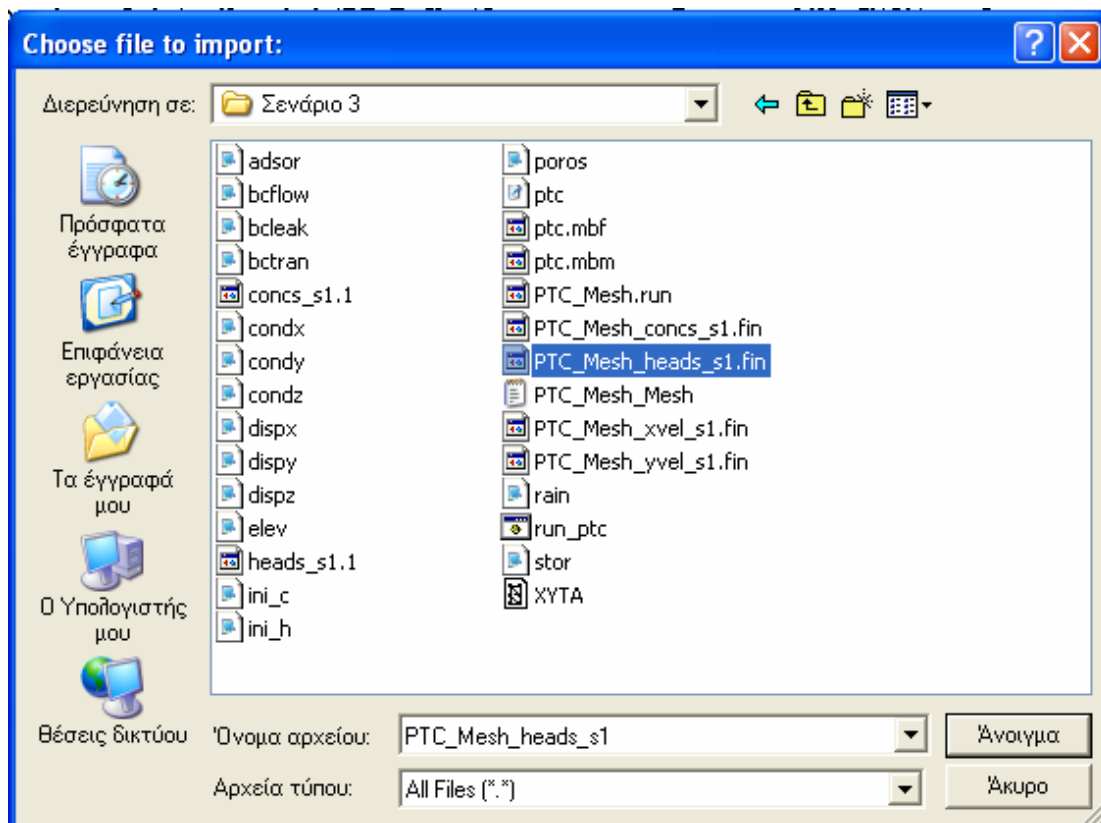 Choose file to import:
Διερεύνηση σε:
Σενάριο 3
Πρόσφατα
έγγραφα
Επιφάνεια
εργασίας
Τα έγγραφά
μου
Ο Υπολογιστής
μου
Θέσεις δικτύου
adsor
bcflow
bcleak
bctran
concs_s1.1
condx
condy
condz
dispx
dispy
dispz
elev
heads_s1.1
ini_c
ini_h
poros
ptc
ptc.mbf
ptc.mbm
PTC_Mesh.run
PTC_Mesh_concs_s1.fin
PTC_Mesh_heads_s1.fin
PTC_Mesh_Mesh
PTC_Mesh_xvel_s1.fin
PTC_Mesh_yvel_s1.fin
rain
run_ptc
stor
XYTA
Όνομα αρχείου:
PTC_Mesh_heads_s1
Άνοιγμα
Αρχεία τύπου:
All Files (*.*)
Άκυρο